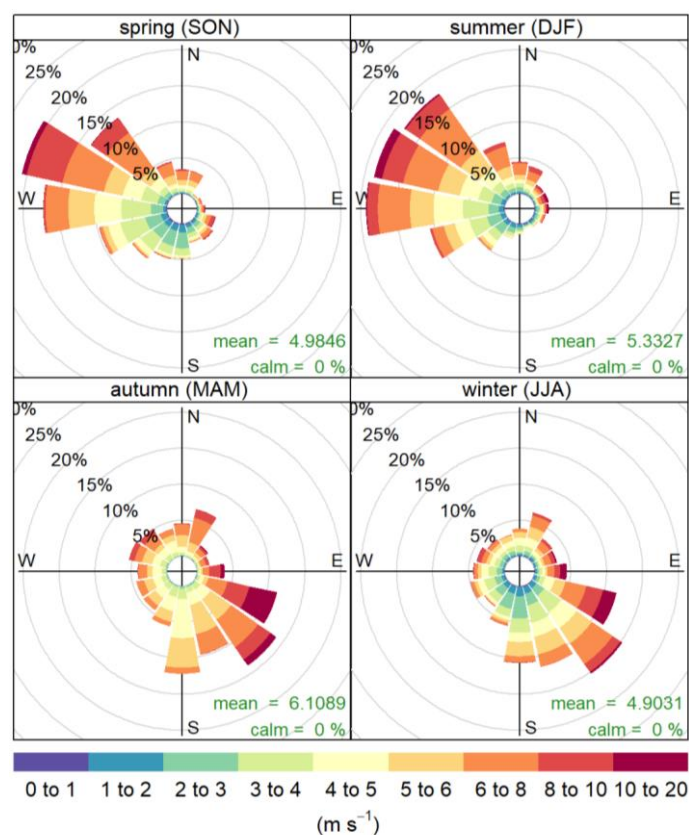 spring (SON)
0%
25%
20%
15%
10%
5%
N
W
E
S
mean = 4.9846
calm = 0 %
summer (DJF)
0%
25%
20%
15%
10%
5%
N
W
E
S
mean = 5.3327
calm = 0 %
autumn (MAM)
0%
25%
20%
15%
10%
5%
N
W
E
S
mean = 6.1089
calm = 0 %
winter (JJA)
0%
25%
20%
15%
10%
5%
N
W
E
S
mean = 4.9031
calm = 0 %
0 to 1 1 to 2 2 to 3 3 to 4 4 to 5 5 to 6 6 to 8 8 to 10 10 to 20
(m s⁻¹)